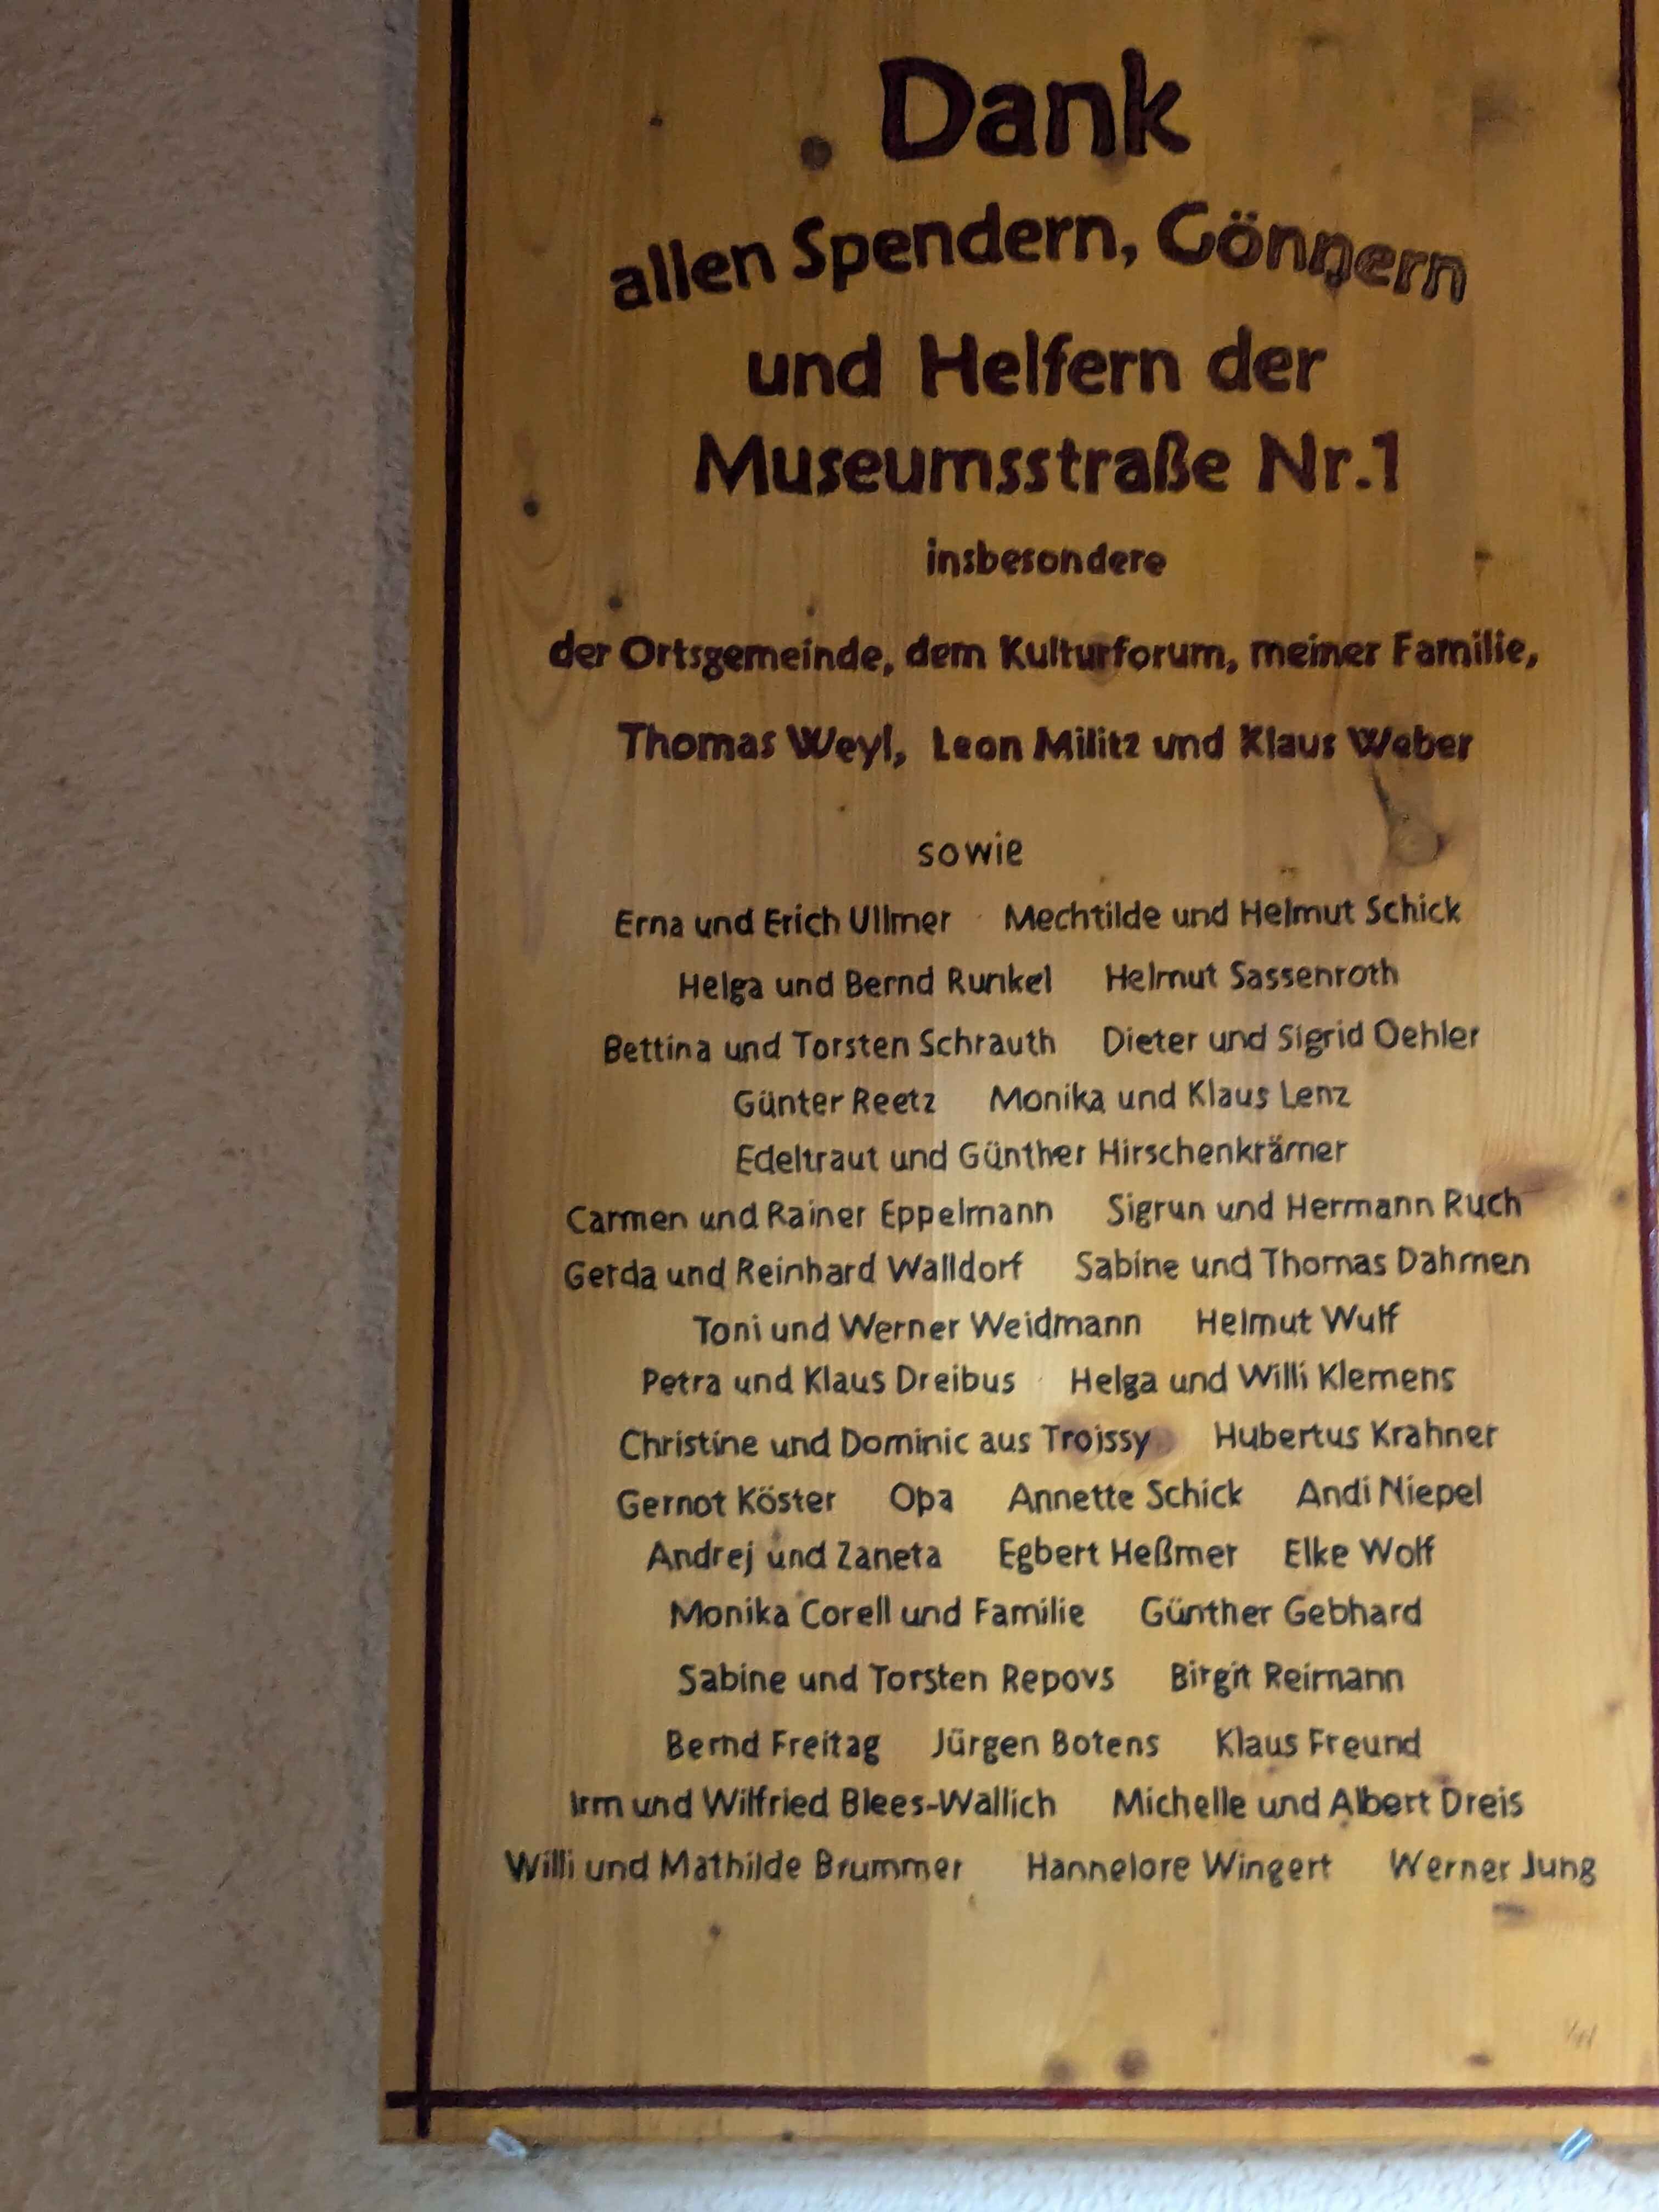 Dank
allen Spendern, Gönnern
und Helfern der
Museumsstraße Nr.1
insbesondere
der Ortsgemeinde, dem Kulturforum, meiner Familie,
Thomas Weyl, Leon Militz und Klaus Weber
sowie
Erna und Erich Ullmer Mechtilde und Helmut Schick
Helga und Bernd Runkel Helmut Sassenroth
Bettina und Torsten Schrauth Dieter und Sigrid Oehler
Günter Reetz Monika und Klaus Lenz
Edeltraut und Günther Hirschenkrämer
Carmen und Rainer Eppelmann Sigrun und Hermann Ruch
Gerda und Reinhard Walldorf Sabine und Thomas Dahmen
Toni und Werner Weidmann Helmut Wulf
Petra und Klaus Dreibus Helga und Willi Klemens
Christine und Dominic aus Troissy Hubertus Krahner
Gernot Köster Opa Annette Schick Andi Niepel
Andrej und Zaneta Egbert Heßmer Elke Wolf
Monika Corell und Familie Günther Gebhard
Sabine und Torsten Repovs Birgit Reimann
Bernd Freitag Jürgen Botens Klaus Freund
Irm und Wilfried Blees-Wallich Michelle und Albert Dreis
Willi und Mathilde Brummer Hannelore Wingert Werner Jung